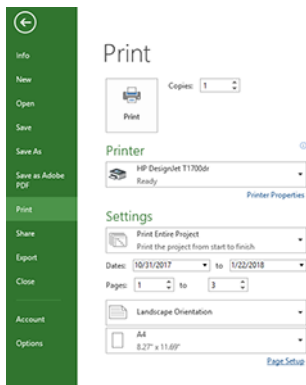 Info
New
Open
Save
Save As
Save as Adobe
PDF
Print
Share
Export
Close
Account
Options
Print
Copies: 1
Print
Printer
HP DesignJet T1700dr
Ready
Printer Properties
Settings
Print Entire Project
Print the project from start to finish
Dates: 10/31/2017 to 1/22/2018
Pages: 1 to 3
Landscape Orientation
A4
8.27" x 11.69"
Page Setup